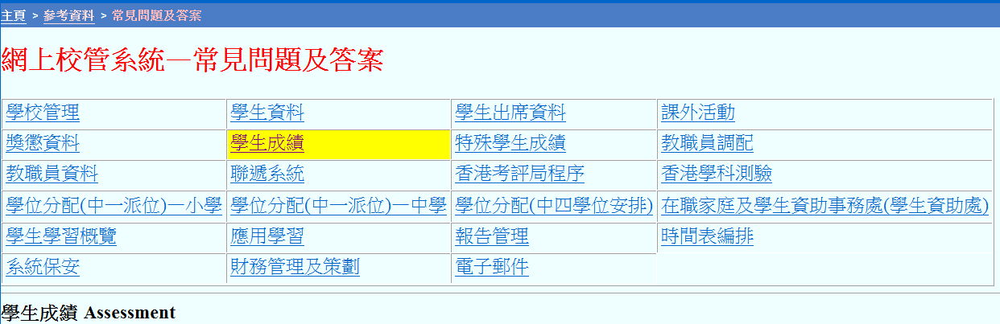 主頁 > 參考資料 > 常見問題及答案
網上校管系統－常見問題及答案
學校管理 學生資料 學生出席資料 課外活動
獎懲資料 學生成績 特殊學生成績 教職員調配
教職員資料 聯遞系統 香港考評局程序 香港學科測驗
學位分配(中一派位)－小學 學位分配(中一派位)－中學 學位分配(中四學位安排) 在職家庭及學生資助事務處(學生資助處)
學生學習概覽 應用學習 報告管理 時間表編排
系統保安 財務管理及策劃 電子郵件
學生成績 Assessment